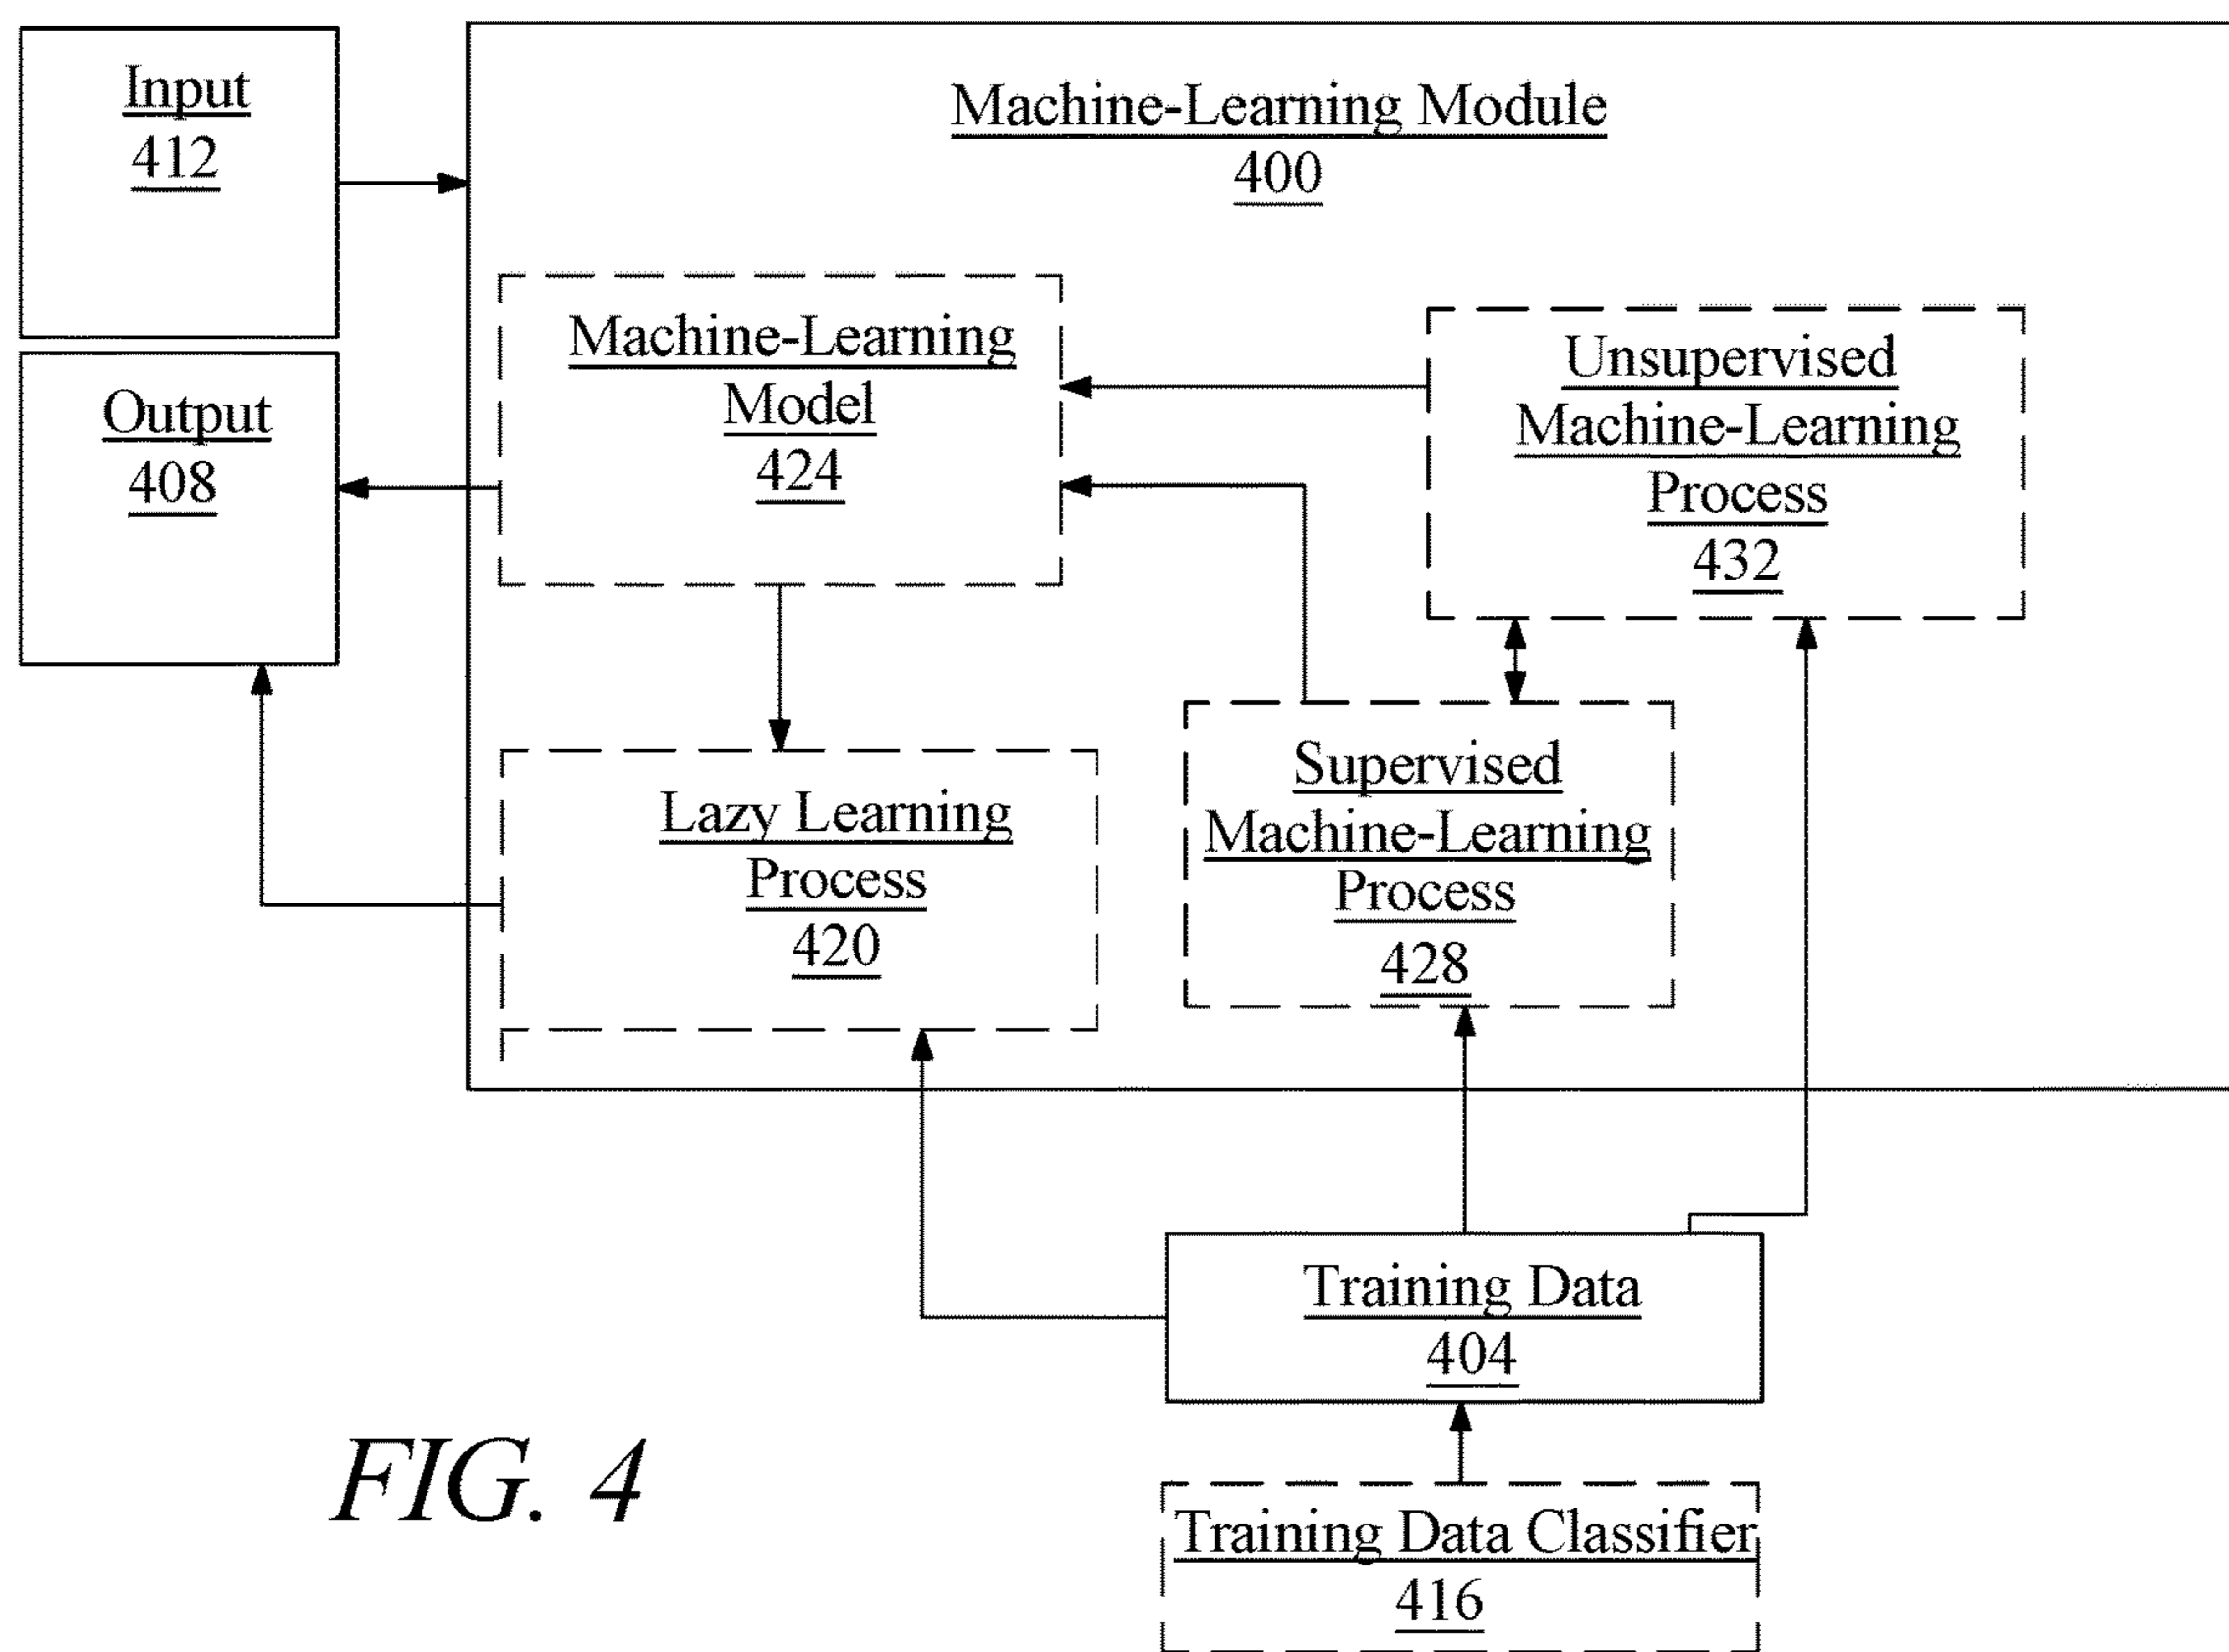 Input
412
Machine-Learning Module
400
Output
408
Machine-Learning
Model
424
Unsupervised
Machine-Learning
Process
432
Lazy Learning
Process
420
Supervised
Machine-Learning
Process
428
Training Data
404
Training Data Classifier
416
FIG. 4